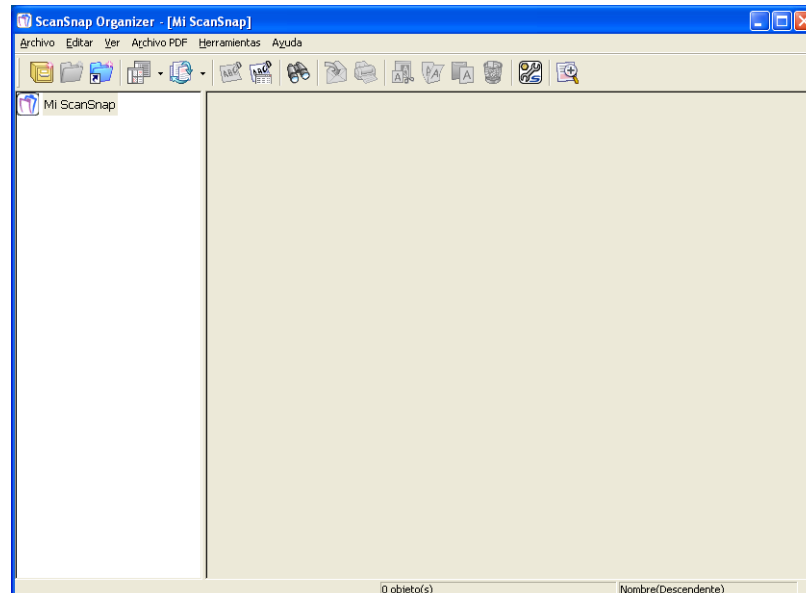 ScanSnap Organizer - [Mi ScanSnap]
Archivo Editar Ver Archivo PDF Herramientas Ayuda
Mi ScanSnap
0 objeto(s) Nombre(Descendente)